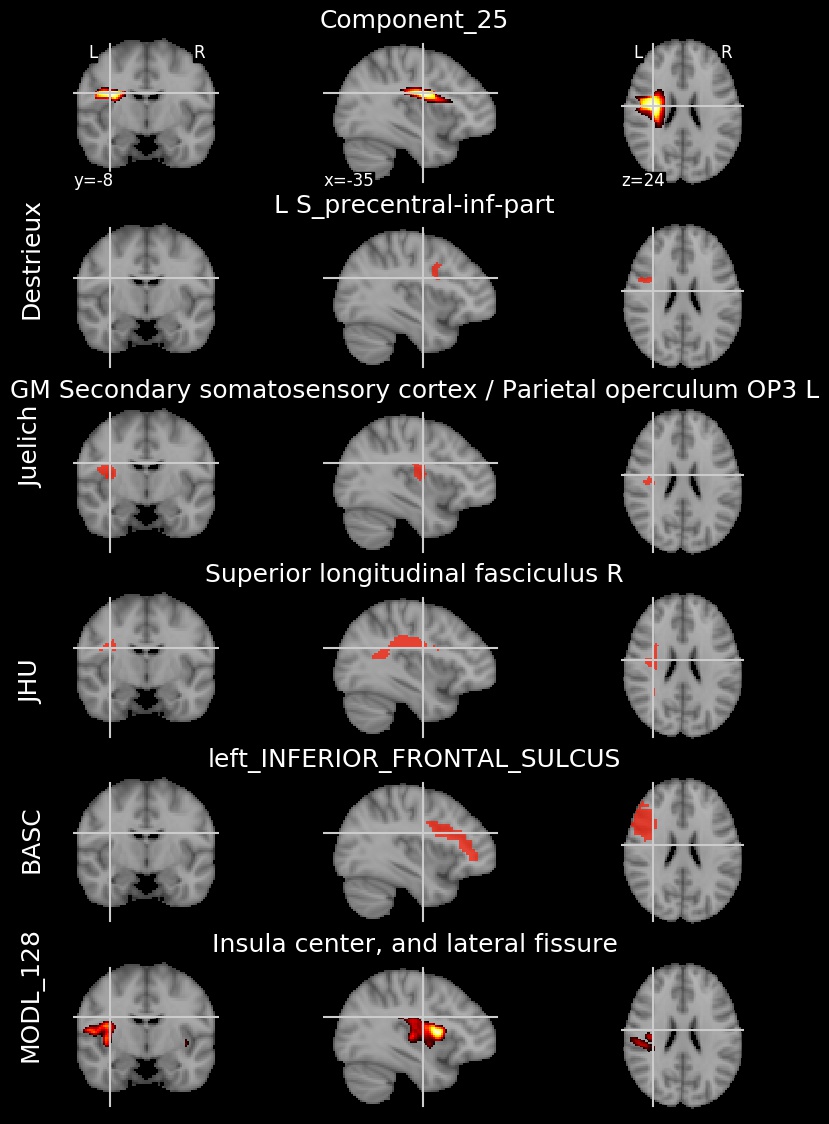 Component_25
L R
L R
y=-8
x=-35
z=24
Destrieux
L S_precentral-inf-part
Juelich
GM Secondary somatosensory cortex / Parietal operculum OP3 L
JHU
Superior longitudinal fasciculus R
BASC
left_INFERIOR_FRONTAL_SULCUS
MODL_128
Insula center, and lateral fissure